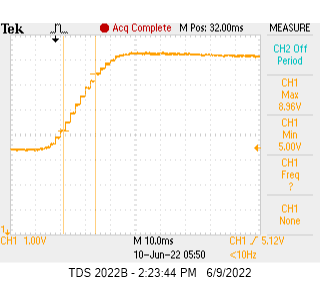 Tek Acq Complete M Pos: 32.00ms MEASURE
CH2 Off
Period
CH1
Max
8.96V
CH1
Min
5.00V
CH1
Freq
?
CH1
None
1
CH1 1.00V M 10.0ms CH1 / 5.12V
10-Jun-22 05:50 <10Hz
TDS 2022B - 2:23:44 PM 6/9/2022